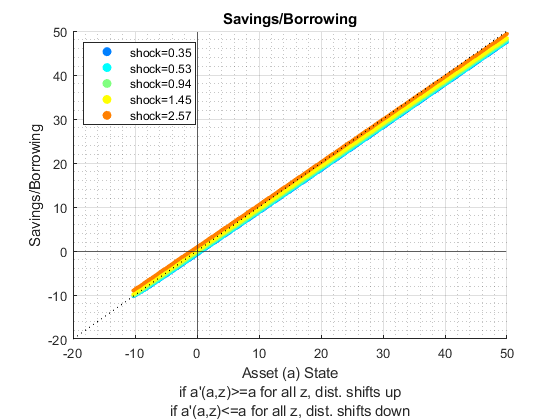 Savings/Borrowing
50
40
30
20
10
0
-10
-20
shock=0.35
shock=0.53
shock=0.94
shock=1.45
shock=2.57
Savings/Borrowing
-20 -10 0 10 20 30 40 50
Asset (a) State
if a'(a,z)>=a for all z, dist. shifts up
if a'(a,z)<=a for all z, dist. shifts down